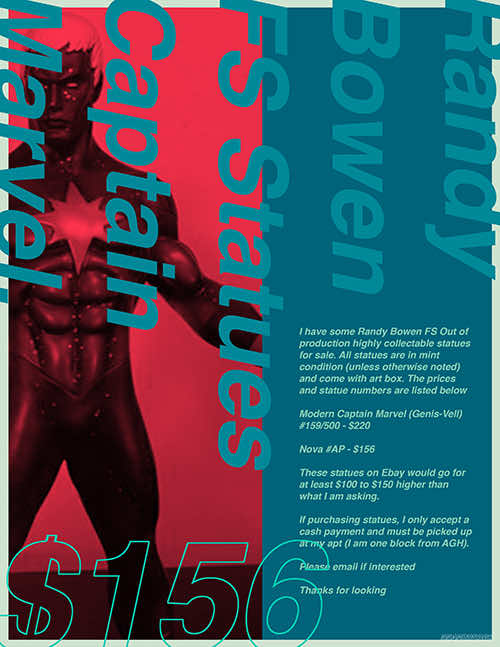 Randy
Bowen
FS Statues
Captain
Marvel
I have some Randy Bowen FS Out of
production highly collectable statues
for sale. All statues are in mint
condition (unless otherwise noted)
and come with art box. The prices
and statue numbers are listed below
Modern Captain Marvel (Genis-Vell)
#159/500 - $220
Nova #AP - $156
These statues on Ebay would go for
at least $100 to $150 higher than
what I am asking.
If purchasing statues, I only accept a
cash payment and must be picked up
at my apt (I am one block from AGH).
Please email if interested
Thanks for looking
$156